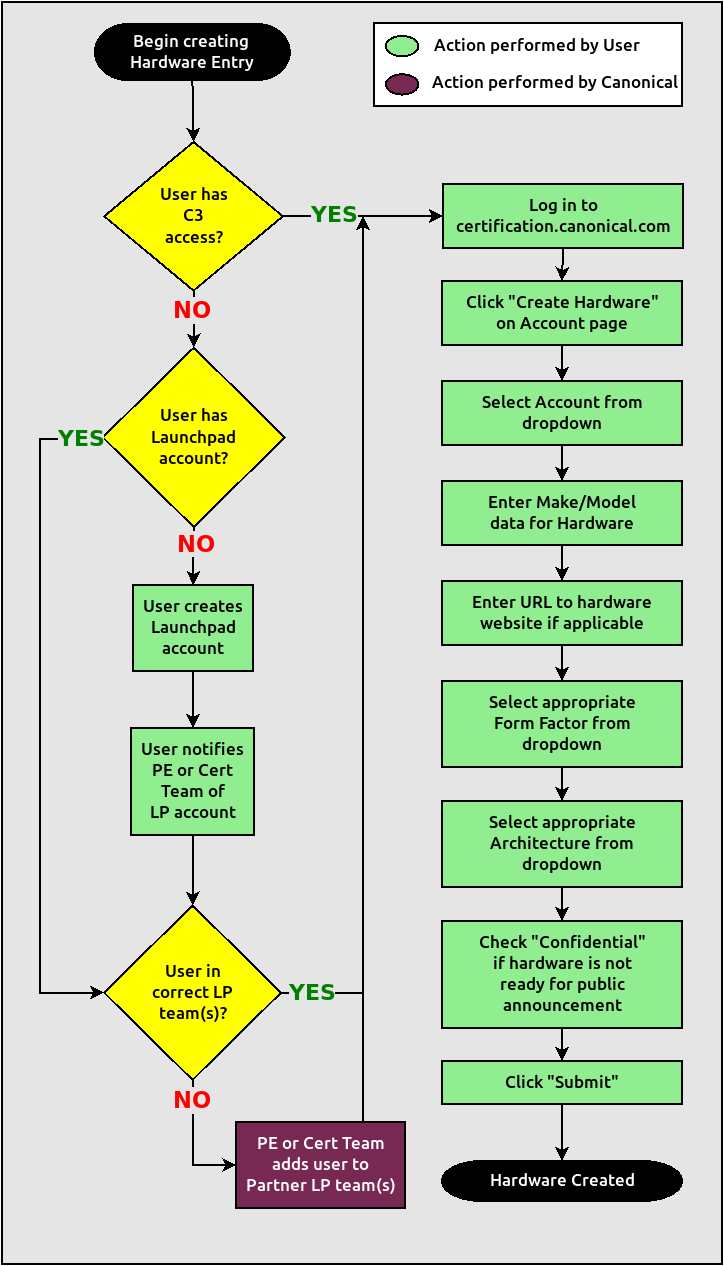 Begin creating
Hardware Entry
Action performed by User
Action performed by Canonical
User has
C3
access?
YES
NO
User has
Launchpad
account?
YES
NO
User creates
Launchpad
account
User notifies
PE or Cert
Team of
LP account
User in
correct LP
team(s)?
YES
NO
PE or Cert Team
adds user to
Partner LP team(s)
Log in to
certification.canonical.com
Click "Create Hardware"
on Account page
Select Account from
dropdown
Enter Make/Model
data for Hardware
Enter URL to hardware
website if applicable
Select appropriate
Form Factor from
dropdown
Select appropriate
Architecture from
dropdown
Check "Confidential"
if hardware is not
ready for public
announcement
Click "Submit"
Hardware Created